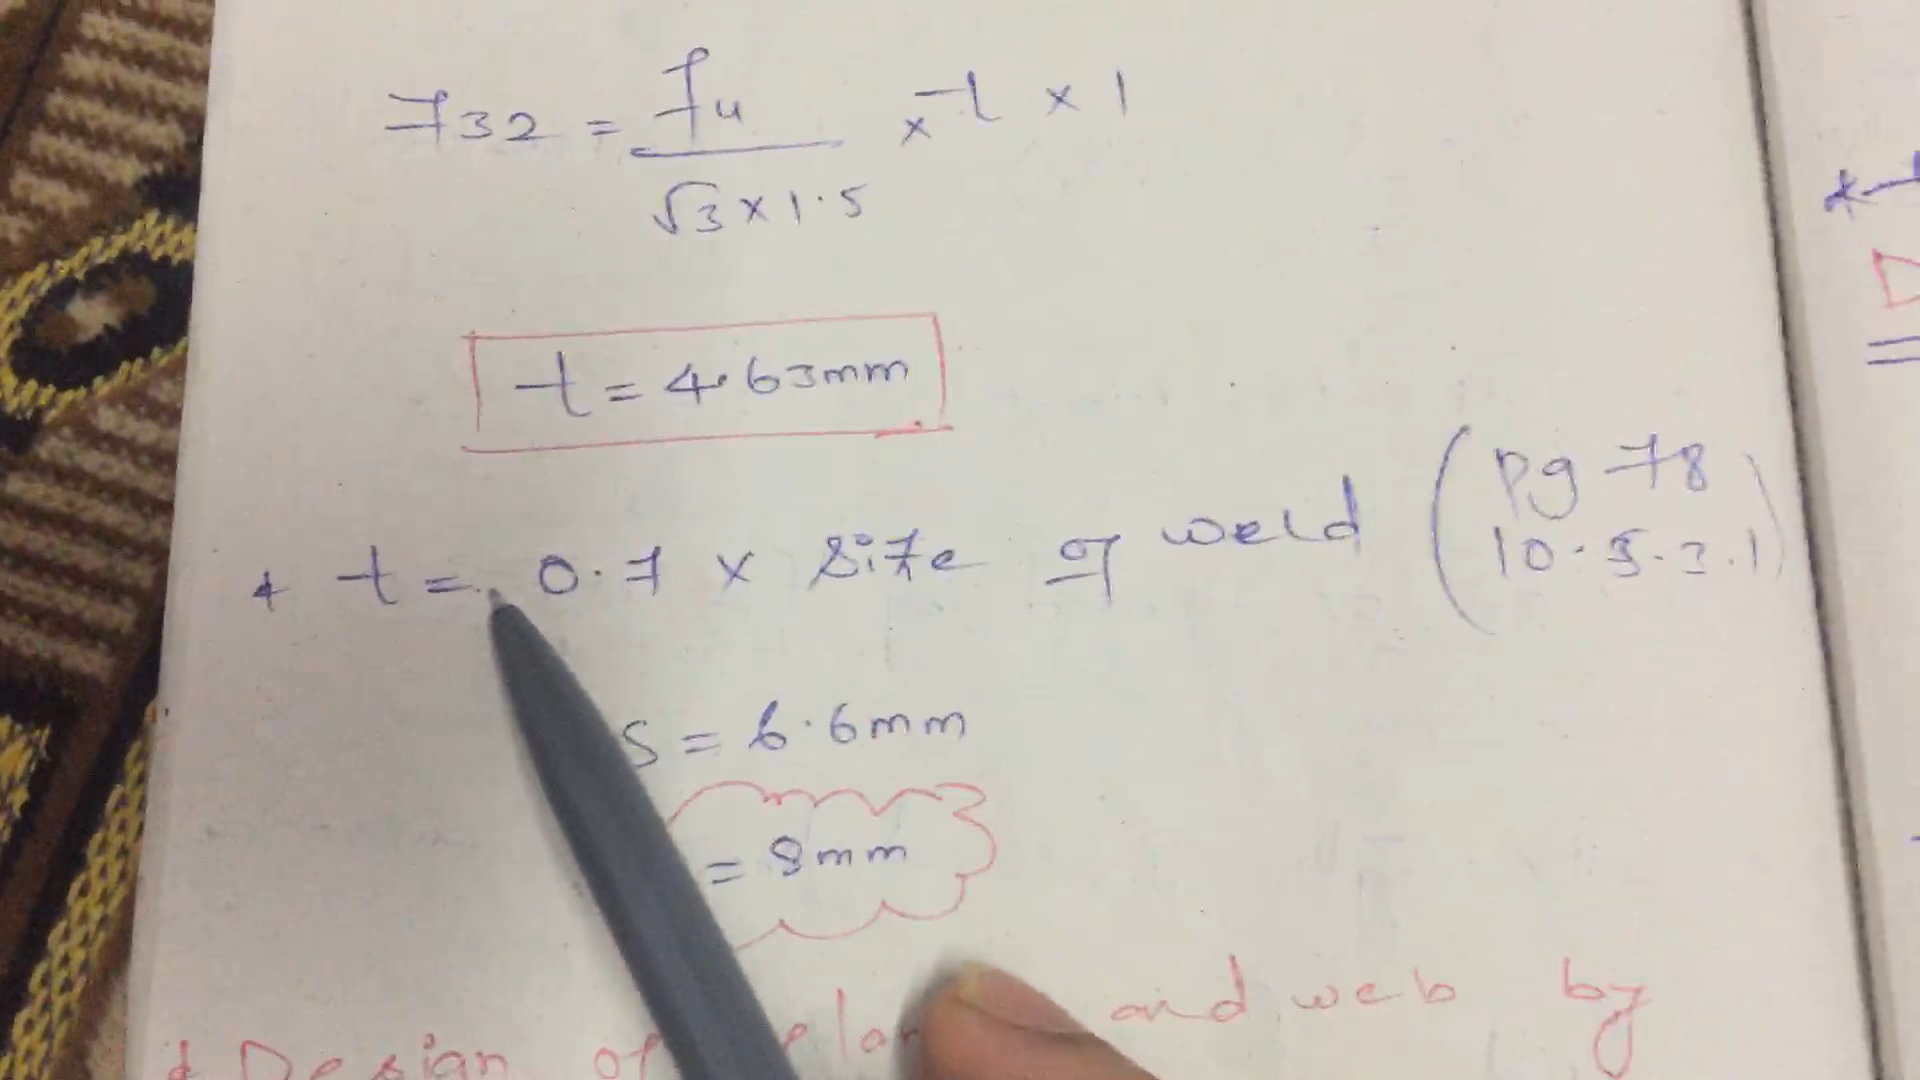 732 = fu / √3 x 1.5 x t x 1
t = 4.63mm
t = 0.7 x size of weld (pg 78 10.5.3.1)
S = 6.6mm
= 8mm
Design of and web by